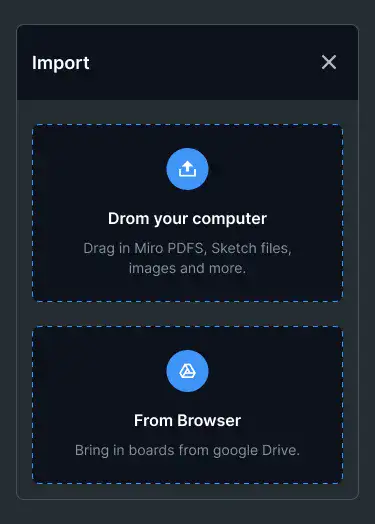 Import
Drom your computer
Drag in Miro PDFS, Sketch files,
images and more.
From Browser
Bring in boards from google Drive.